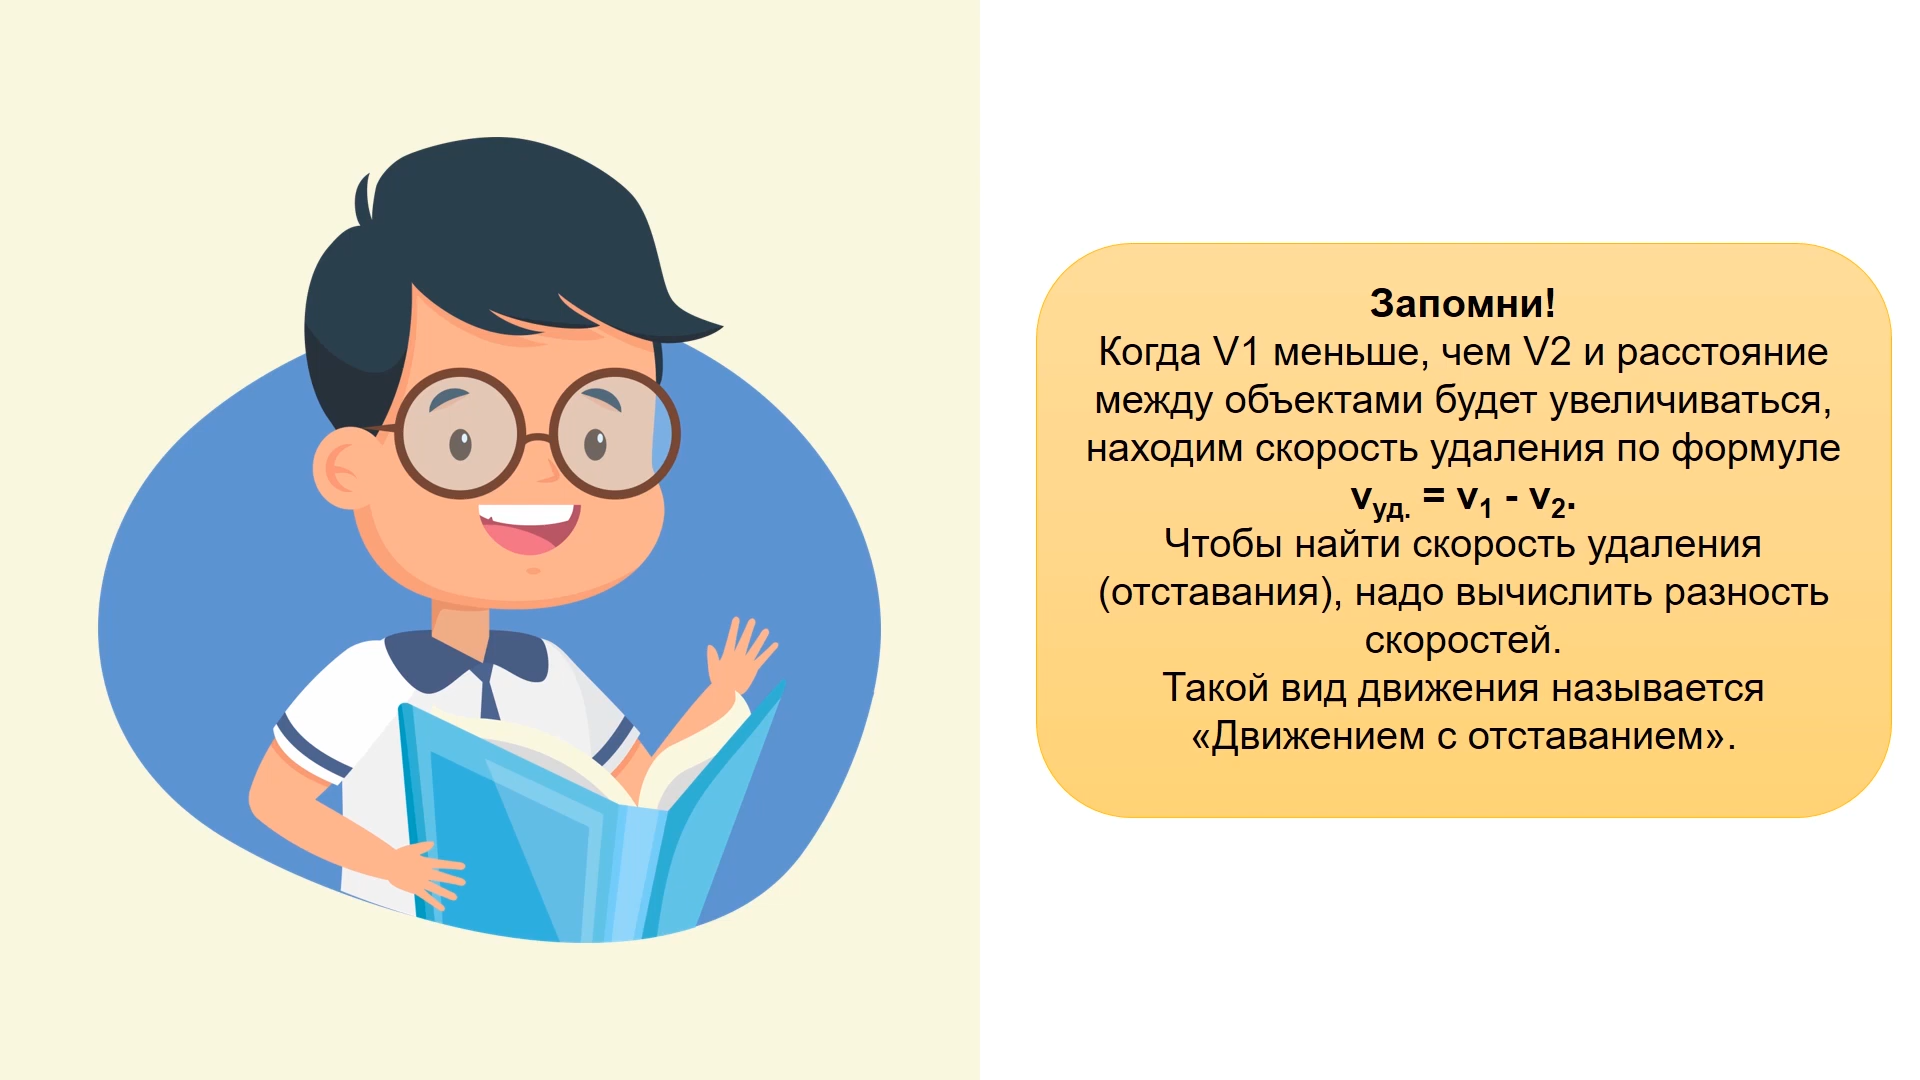 Запомни!
Когда V1 меньше, чем V2 и расстояние
между объектами будет увеличиваться,
находим скорость удаления по формуле
vуд. = v1 - v2.
Чтобы найти скорость удаления
(отставания), надо вычислить разность
скоростей.
Такой вид движения называется
«Движением с отставанием».